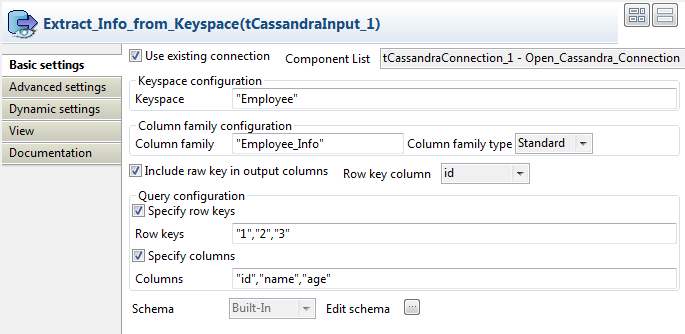 Extract_Info_from_Keyspace(tCassandraInput_1)
Basic settings
Advanced settings
Dynamic settings
View
Documentation
Use existing connection Component List tCassandraConnection_1 - Open_Cassandra_Connection
Keyspace configuration
Keyspace "Employee"
Column family configuration
Column family "Employee_Info" Column family type Standard
Include raw key in output columns Row key column id
Query configuration
Specify row keys
Row keys "1","2","3"
Specify columns
Columns "id","name","age"
Schema Built-In Edit schema ...